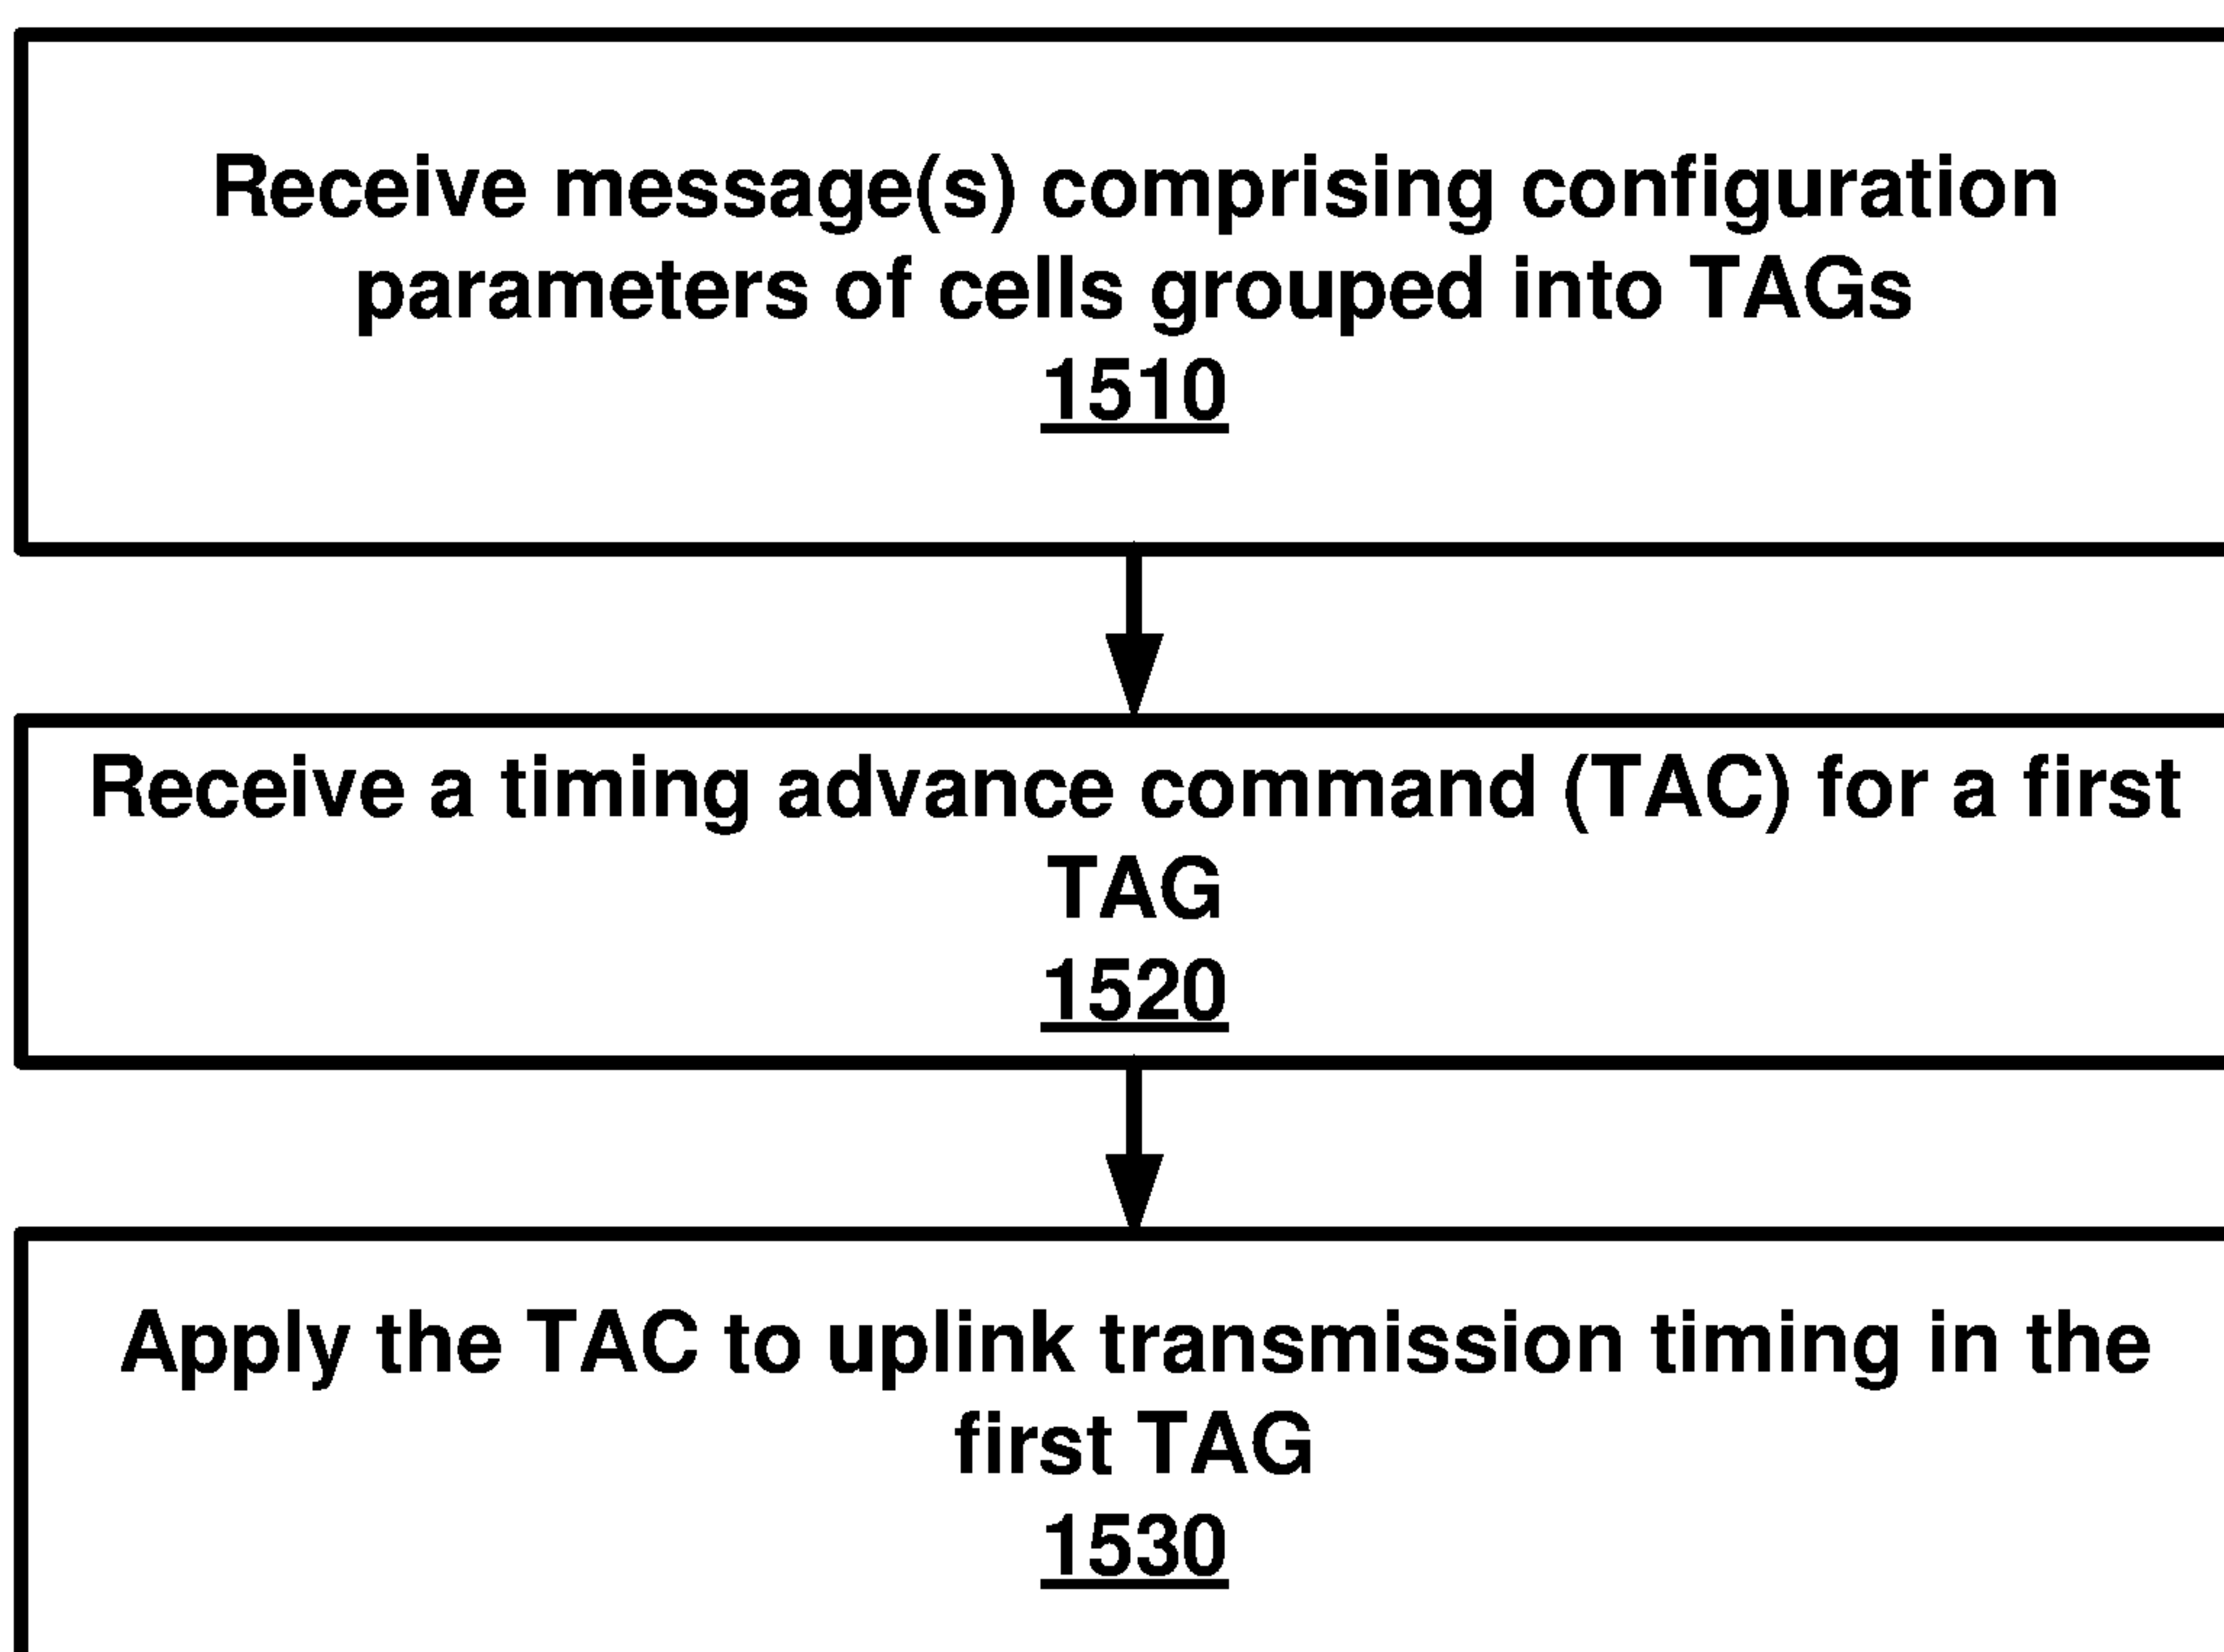 Receive message(s) comprising configuration
parameters of cells grouped into TAGs
1510
Receive a timing advance command (TAC) for a first
TAG
1520
Apply the TAC to uplink transmission timing in the
first TAG
1530